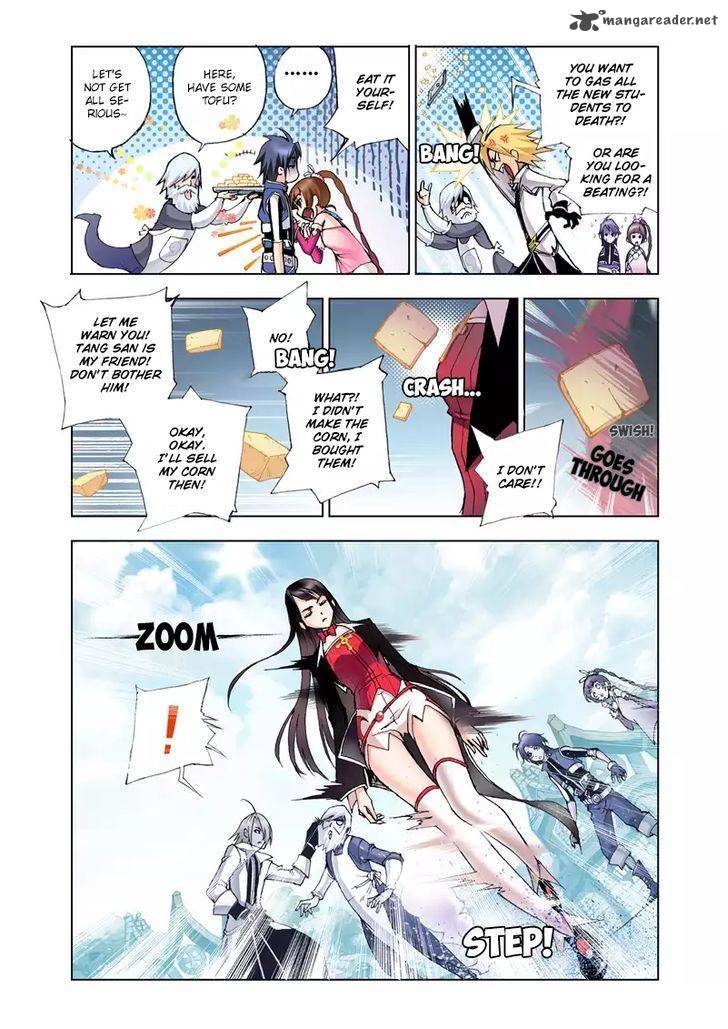 mangareader.net
LET'S
NOT GET
ALL SE-
RIOUS~
HERE,
HAVE SOME
TOFU?
......
EAT IT
YOUR-
SELF!
YOU WANT
TO GAS ALL
THE NEW STU-
DENTS TO
DEATH?!
OR ARE
YOU LOO-
KING FOR A
BEATING?!
BANG!
LET ME
WARN YOU!
TANG SAN IS
MY FRIEND!
DON'T BOTHER
HIM!
OKAY,
OKAY.
I'LL SELL
MY CORN
THEN!
NO!
BANG!
WHAT?!
I DIDN'T
MAKE THE
CORN, I
BOUGHT
THEM!
CRASH...
I DON'T
CARE!!
SWISH!
GOES
THROUGH
ZOOM
!
STEP!